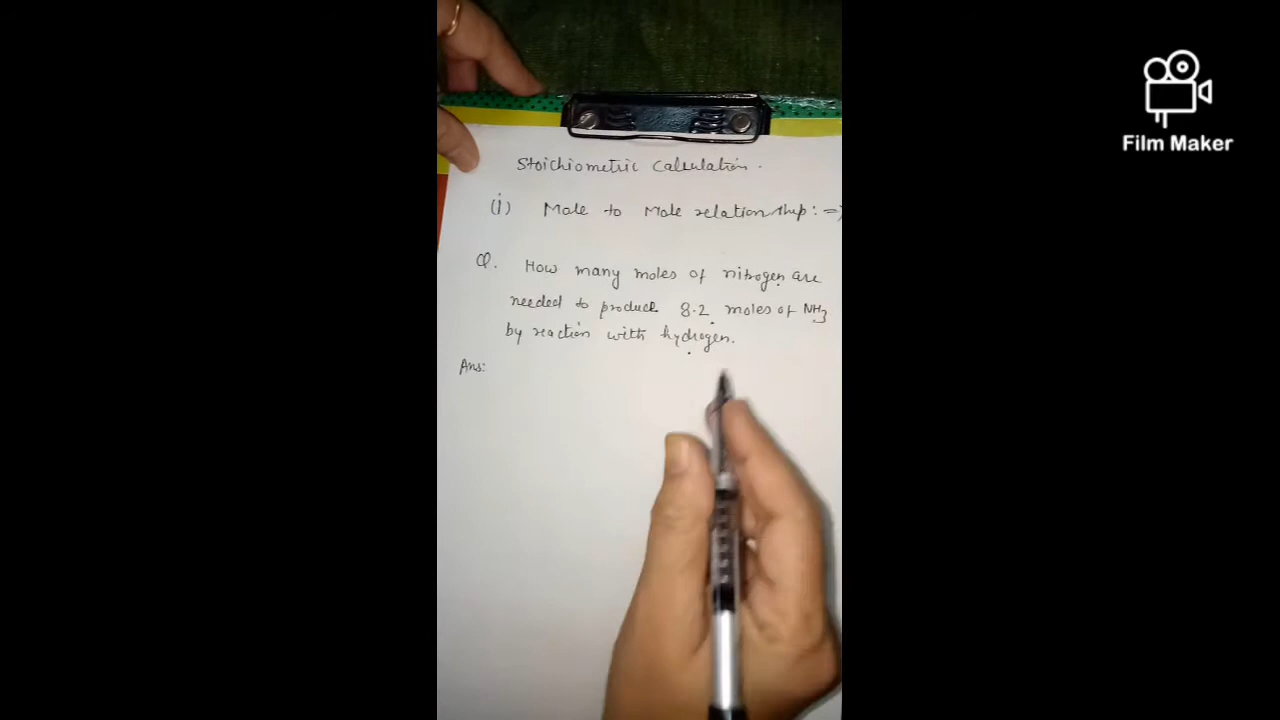 Stoichiometric Calculation.
(i) Mole to Mole relationship: =>
Q. How many moles of nitrogen are
needed to produce 8.2 moles of NH3
by reaction with hydrogen.
Ans:
Film Maker